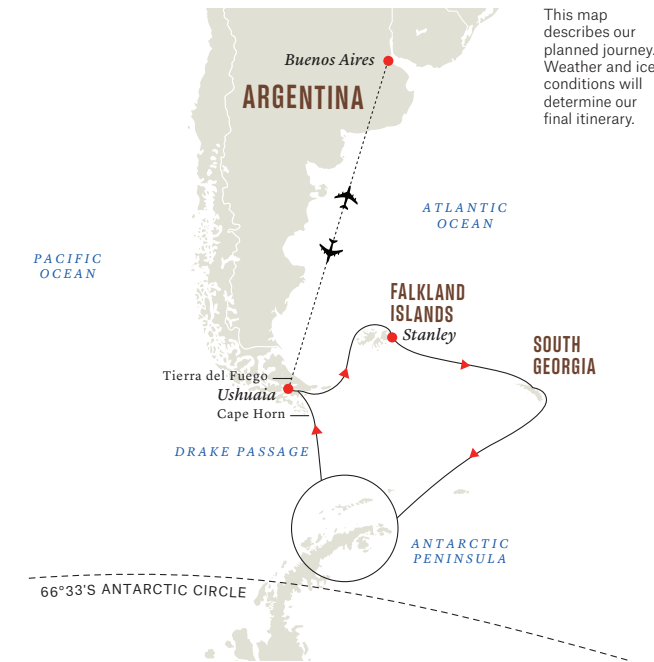 This map
describes our
planned journey.
Weather and ice
conditions will
determine our
final itinerary.
Buenos Aires
ARGENTINA
ATLANTIC
OCEAN
PACIFIC
OCEAN
FALKLAND
ISLANDS
Stanley
SOUTH
GEORGIA
Tierra del Fuego
Ushuaia
Cape Horn
DRAKE PASSAGE
ANTARCTIC
PENINSULA
66°33'S ANTARCTIC CIRCLE